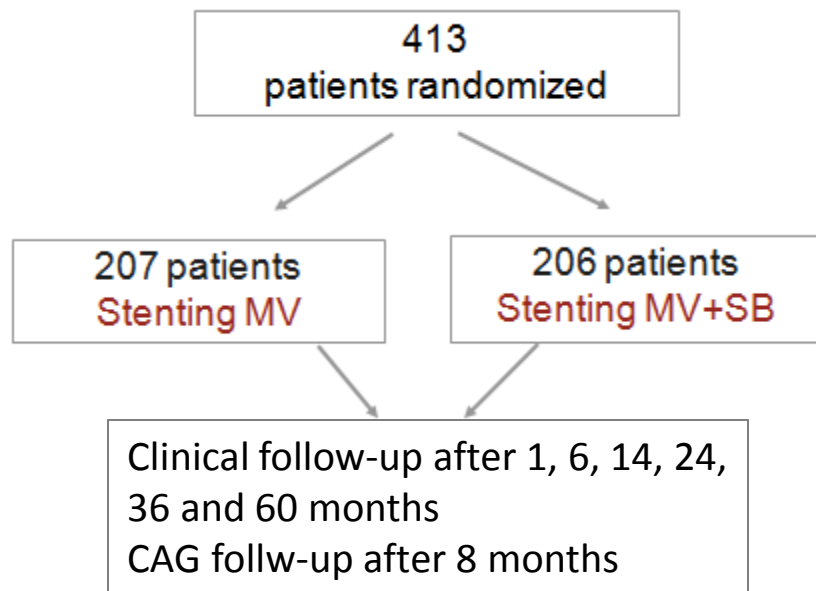 413
patients randomized
207 patients
Stenting MV
206 patients
Stenting MV+SB
Clinical follow-up after 1, 6, 14, 24,
36 and 60 months
CAG follw-up after 8 months